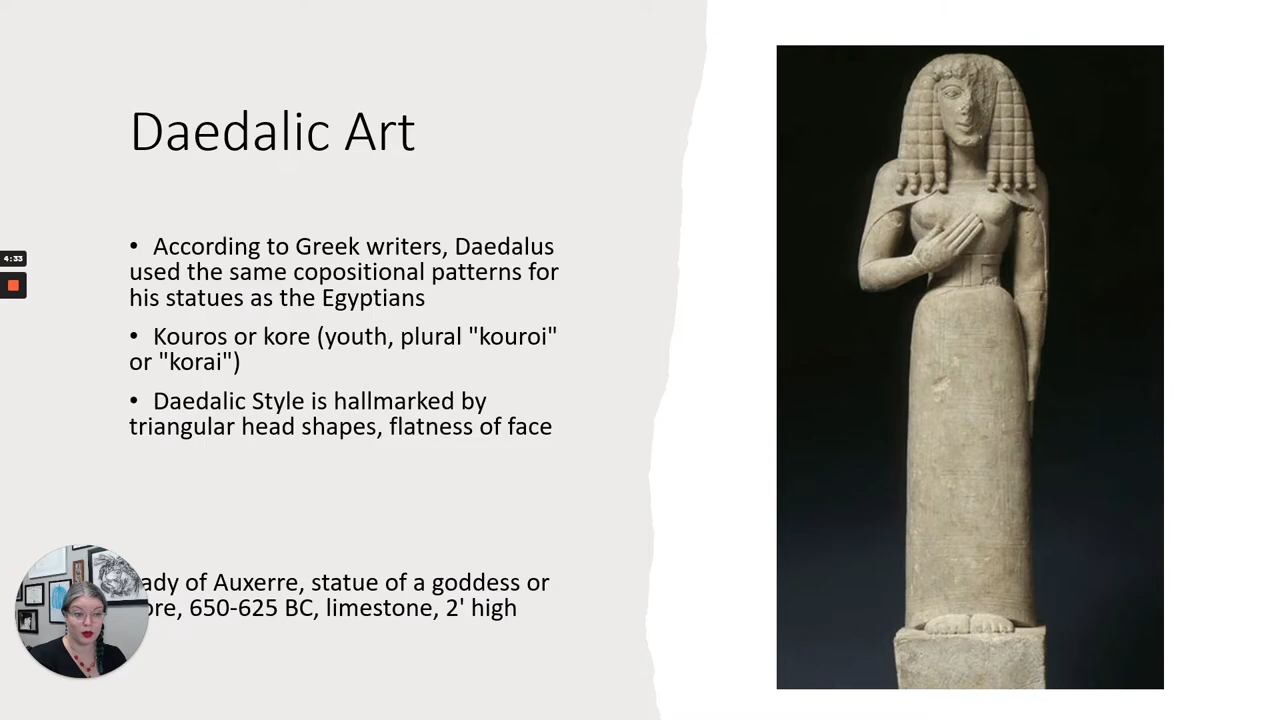 Daedalic Art
• According to Greek writers, Daedalus
used the same copositional patterns for
his statues as the Egyptians
• Kouros or kore (youth, plural "kouroi"
or "korai")
• Daedalic Style is hallmarked by
triangular head shapes, flatness of face
4:33
ady of Auxerre, statue of a goddess or
ore, 650-625 BC, limestone, 2' high